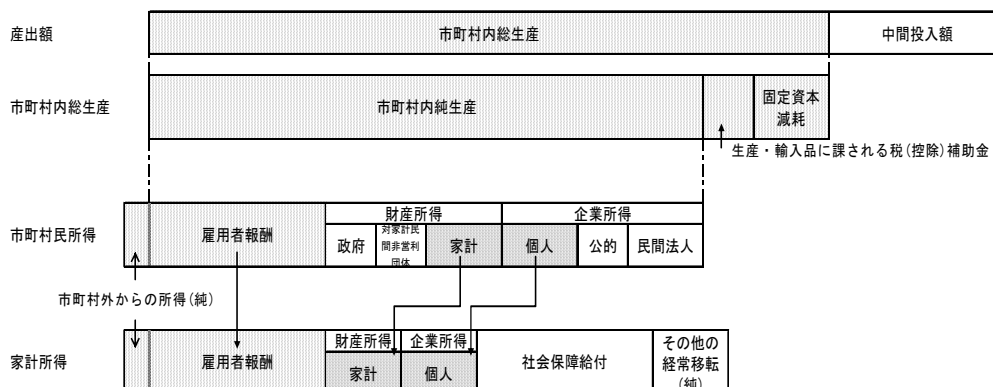 産出額
市町村内総生産
中間投入額
市町村内総生産
市町村内純生産
固定資本
減耗
生産・輸入品に課される税(控除)補助金
市町村民所得
雇用者報酬
財産所得
企業所得
政府
対家計民
間非営利
団体
家計
個人
公的
民間法人
市町村外からの所得(純)
家計所得
雇用者報酬
財産所得
企業所得
家計
個人
社会保障給付
その他の
経常移転
(純)